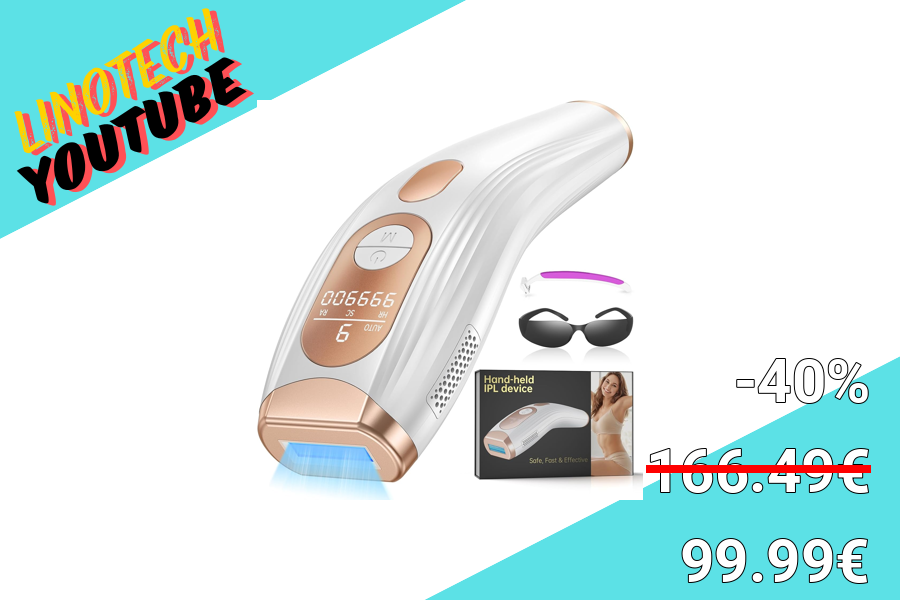 LINOTECH
YOUTUBE
M
999900
HR SC RA
AUTO
9
Hand-held
IPL device
Safe, Fast & Effective
-40%
166.49€
99.99€